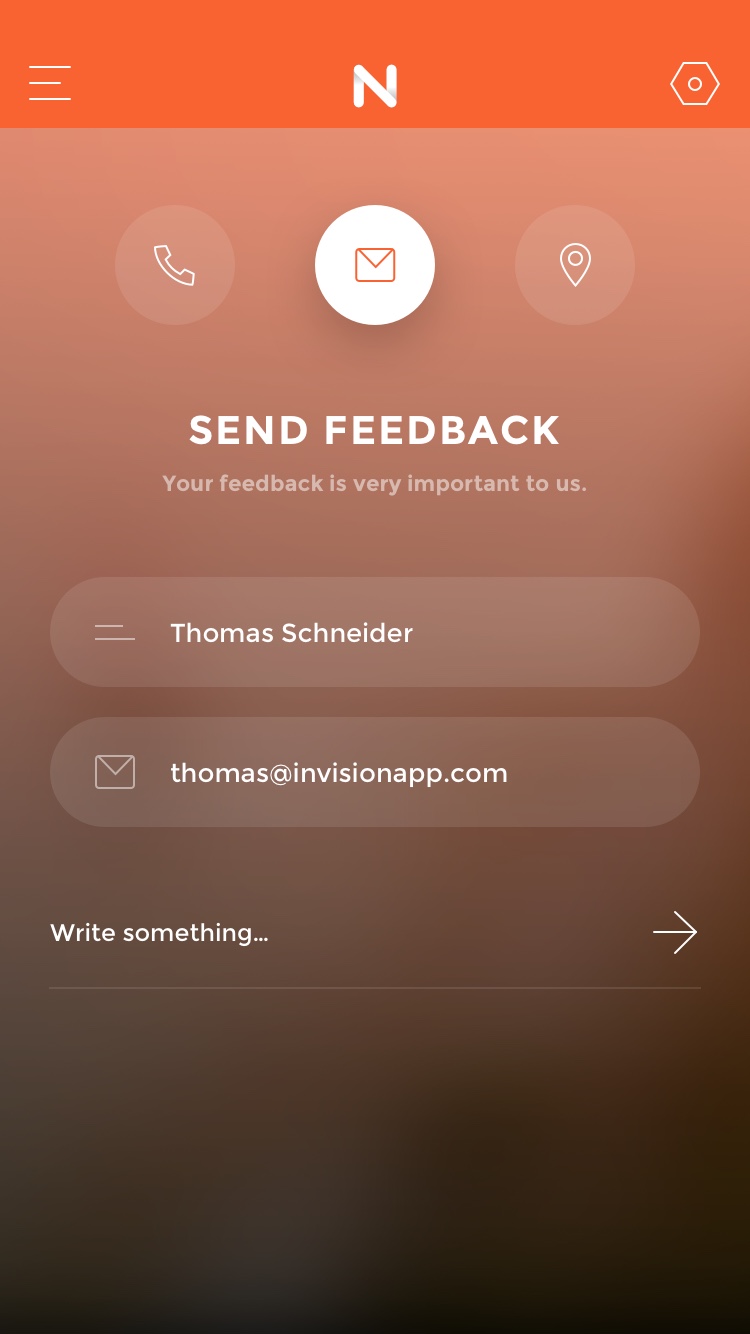 N
SEND FEEDBACK
Your feedback is very important to us.
Thomas Schneider
thomas@invisionapp.com
Write something...